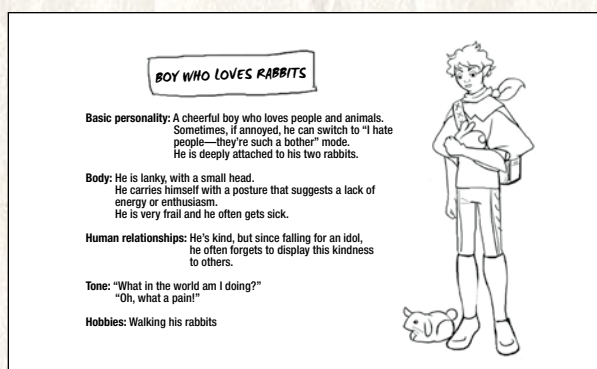 BOY WHO LOVES RABBITS
Basic personality: A cheerful boy who loves people and animals.
Sometimes, if annoyed, he can switch to “I hate
people—they’re such a bother” mode.
He is deeply attached to his two rabbits.
Body: He is lanky, with a small head.
He carries himself with a posture that suggests a lack of
energy or enthusiasm.
He is very frail and he often gets sick.
Human relationships: He’s kind, but since falling for an idol,
he often forgets to display this kindness
to others.
Tone: “What in the world am I doing?”
“Oh, what a pain!”
Hobbies: Walking his rabbits